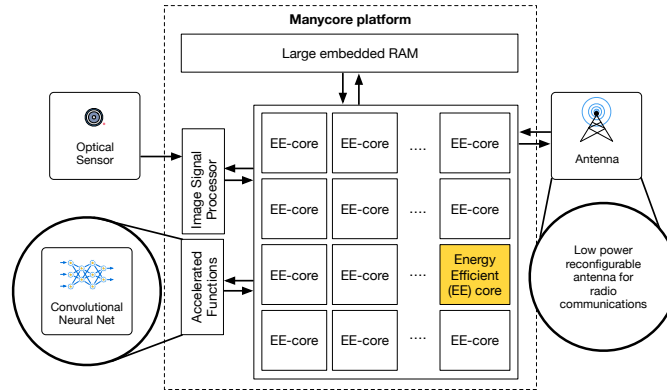 Manycore platform
Large embedded RAM
Optical
Sensor
Image Signal
Processor
EE-core
EE-core
....
EE-core
Antenna
EE-core
EE-core
....
EE-core
Convolutional
Neural Net
Accelerated
Functions
EE-core
EE-core
....
Energy
Efficient
(EE) core
Low power
reconfigurable
antenna for
radio
communications
EE-core
EE-core
....
EE-core